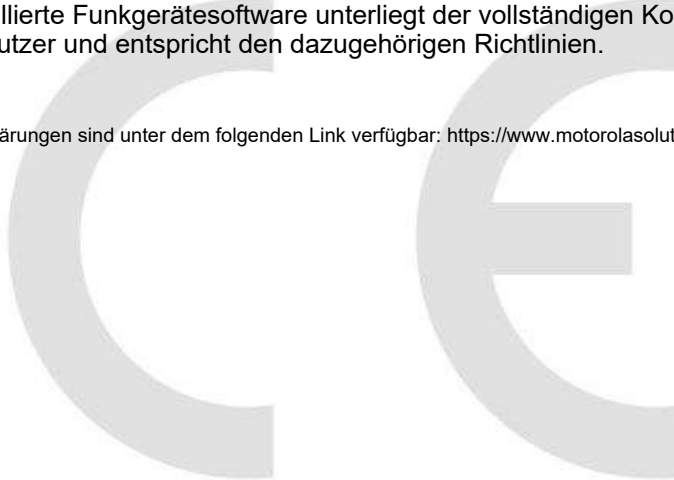 llierte Funkgerätesoftware unterliegt der vollständigen Ko
utzer und entspricht den dazugehörigen Richtlinien.
ärungen sind unter dem folgenden Link verfügbar: https://www.motorolasolut
CE